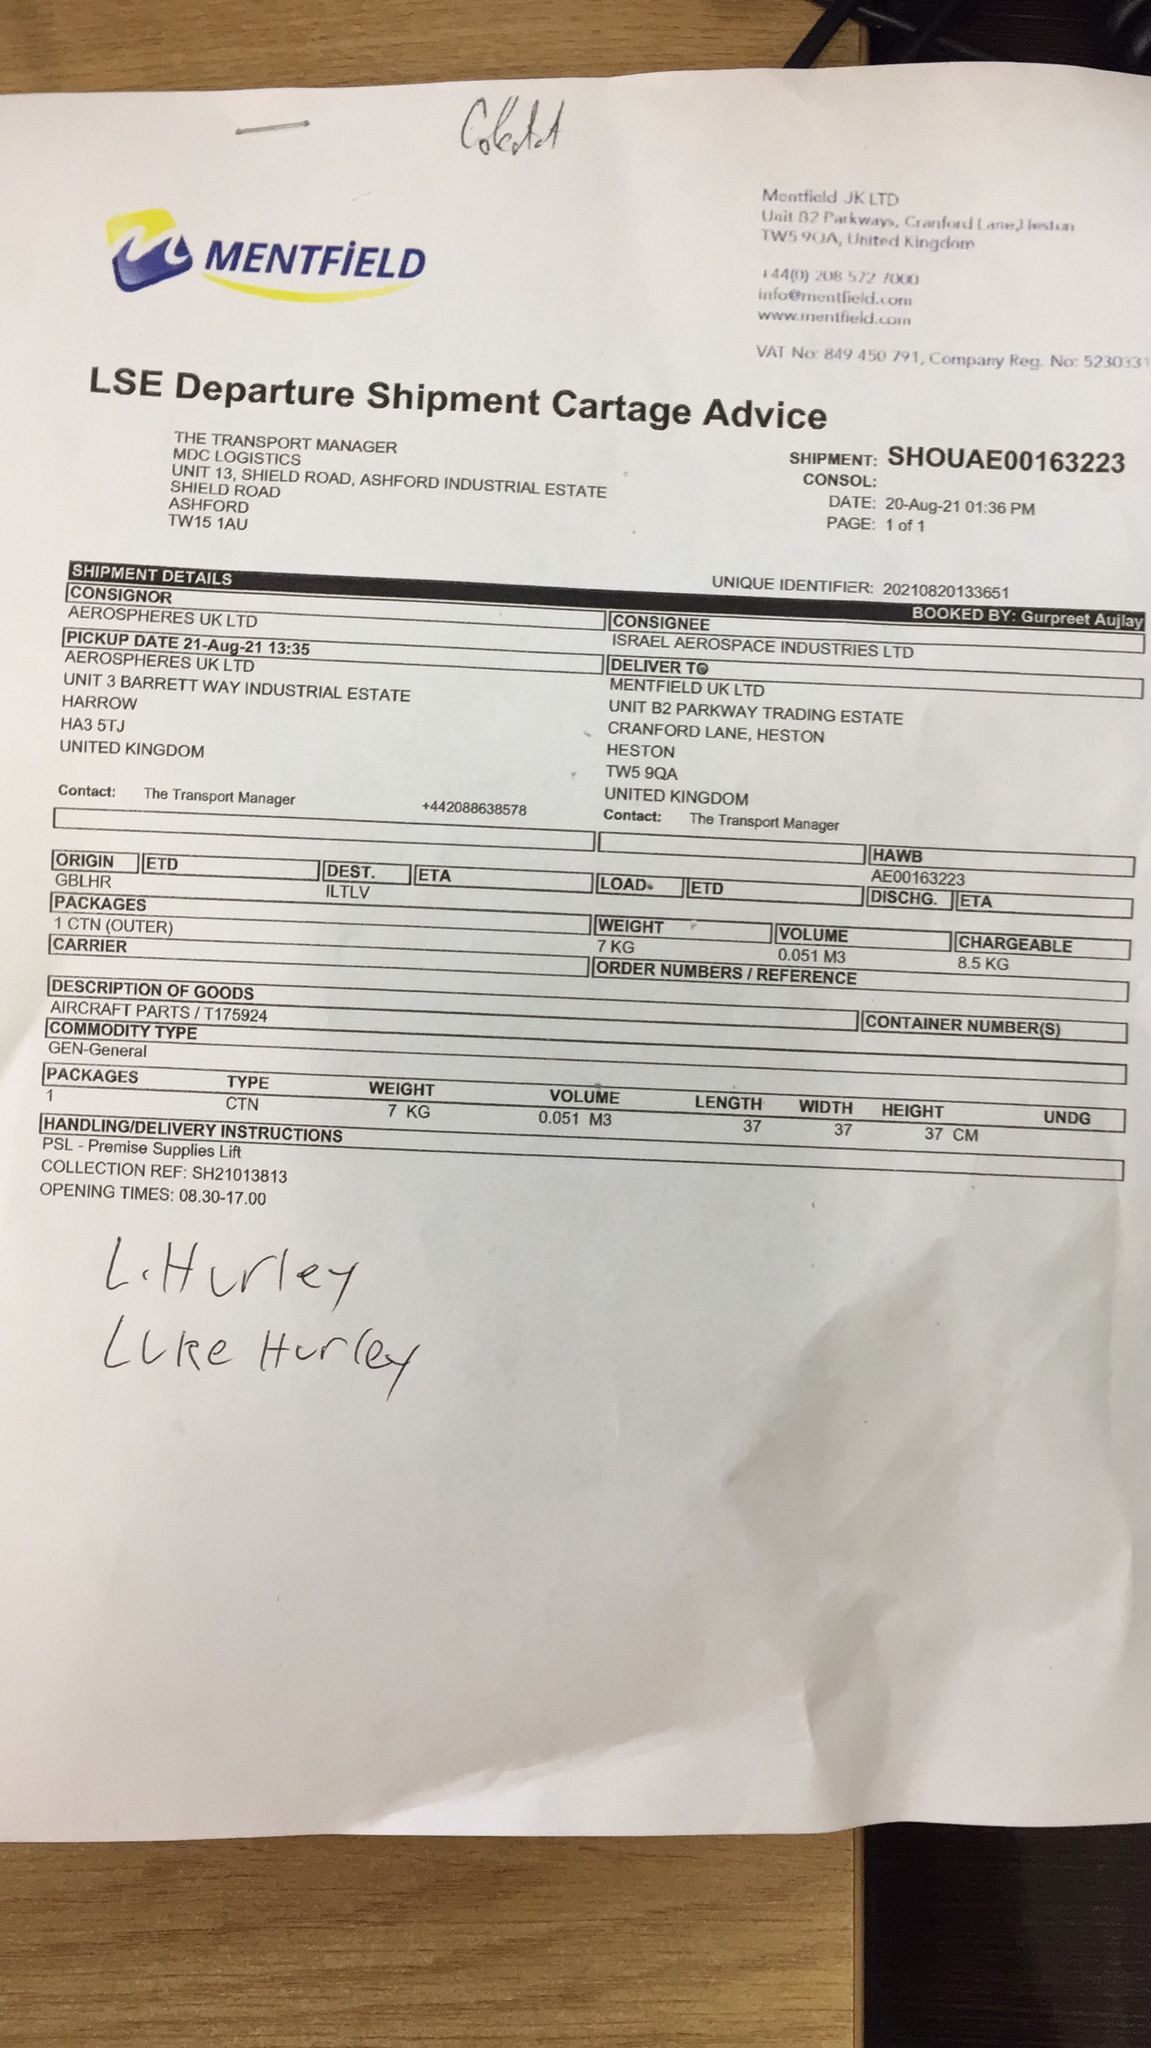 MENTFiELD
Mentfield JK LTD
Unit B2 Parkways, Cranford Lane, Heston
TW5 9QA, United Kingdom
+44(0) 208 572 7000
info@mentfield.com
www.mentfield.com
VAT No: 849 450 791, Company Reg. No: 5230331
LSE Departure Shipment Cartage Advice
THE TRANSPORT MANAGER
MDC LOGISTICS
UNIT 13, SHIELD ROAD, ASHFORD INDUSTRIAL ESTATE
SHIELD ROAD
ASHFORD
TW15 1AU
SHIPMENT: SHOUAE00163223
CONSOL:
DATE: 20-Aug-21 01:36 PM
PAGE: 1 of 1
UNIQUE IDENTIFIER: 20210820133651
SHIPMENT DETAILS BOOKED BY: Gurpreet Aujlay
CONSIGNOR
AEROSPHERES UK LTD
PICKUP DATE 21-Aug-21 13:35
AEROSPHERES UK LTD
UNIT 3 BARRETT WAY INDUSTRIAL ESTATE
HARROW
HA3 5TJ
UNITED KINGDOM
Contact: The Transport Manager +442088638578
CONSIGNEE
ISRAEL AEROSPACE INDUSTRIES LTD
DELIVER TO
MENTFIELD UK LTD
UNIT B2 PARKWAY TRADING ESTATE
CRANFORD LANE, HESTON
HESTON
TW5 9QA
UNITED KINGDOM
Contact: The Transport Manager
HAWB
AE00163223
ORIGIN ETD DEST. ETA LOAD ETD DISCHG. ETA
GBLHR ILTLV
PACKAGES WEIGHT VOLUME CHARGEABLE
1 CTN (OUTER) 7 KG 0.051 M3 8.5 KG
CARRIER ORDER NUMBERS / REFERENCE
DESCRIPTION OF GOODS CONTAINER NUMBER(S)
AIRCRAFT PARTS / T175924
COMMODITY TYPE
GEN-General
PACKAGES TYPE WEIGHT VOLUME LENGTH WIDTH HEIGHT UNDG
1 CTN 7 KG 0.051 M3 37 37 37 CM
HANDLING/DELIVERY INSTRUCTIONS
PSL - Premise Supplies Lift
COLLECTION REF: SH21013813
OPENING TIMES: 08.30-17.00
L. Hurley
Luke Hurley